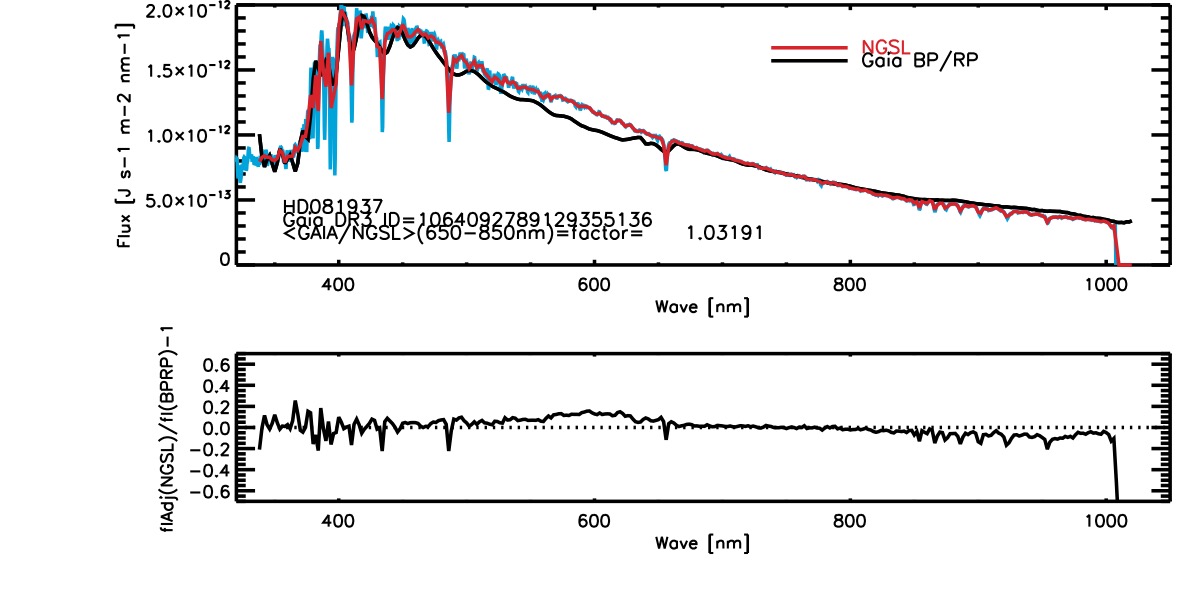 Flux [J s−1 m−2 nm−1]
2.0×10−12
1.5×10−12
1.0×10−12
5.0×10−13
0
NGSL
Gaia BP/RP
HD081937
Gaia DR3 ID=1064092789129355136
<GAIA/NGSL>(650−850nm)=factor= 1.03191
400 600 800 1000
Wave [nm]
flAdj(NGSL)/fl(BPRP)−1
0.6
0.4
0.2
0.0
−0.2
−0.4
−0.6
400 600 800 1000
Wave [nm]